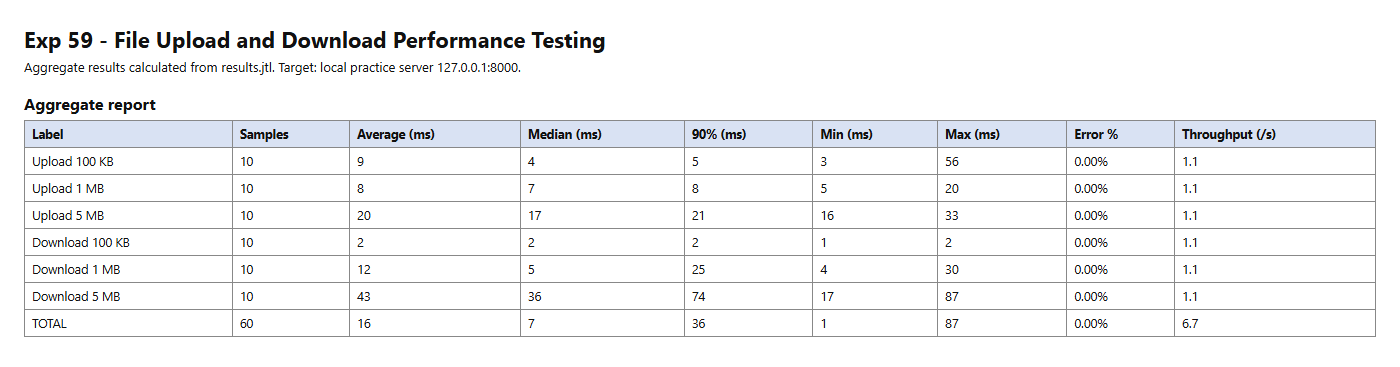 Exp 59 - File Upload and Download Performance Testing
Aggregate results calculated from results.jtl. Target: local practice server 127.0.0.1:8000.
Aggregate report
Label Samples Average (ms) Median (ms) 90% (ms) Min (ms) Max (ms) Error % Throughput (/s)
Upload 100 KB 10 9 4 5 3 56 0.00% 1.1
Upload 1 MB 10 8 7 8 5 20 0.00% 1.1
Upload 5 MB 10 20 17 21 16 33 0.00% 1.1
Download 100 KB 10 2 2 2 1 2 0.00% 1.1
Download 1 MB 10 12 5 25 4 30 0.00% 1.1
Download 5 MB 10 43 36 74 17 87 0.00% 1.1
TOTAL 60 16 7 36 1 87 0.00% 6.7